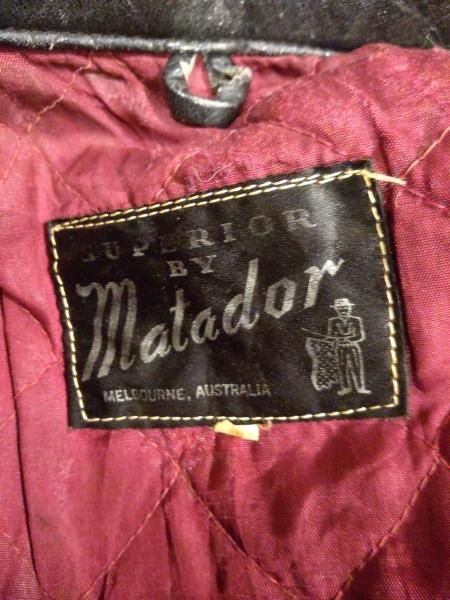 SUPERIOR
BY
Matador
MELBOURNE, AUSTRALIA